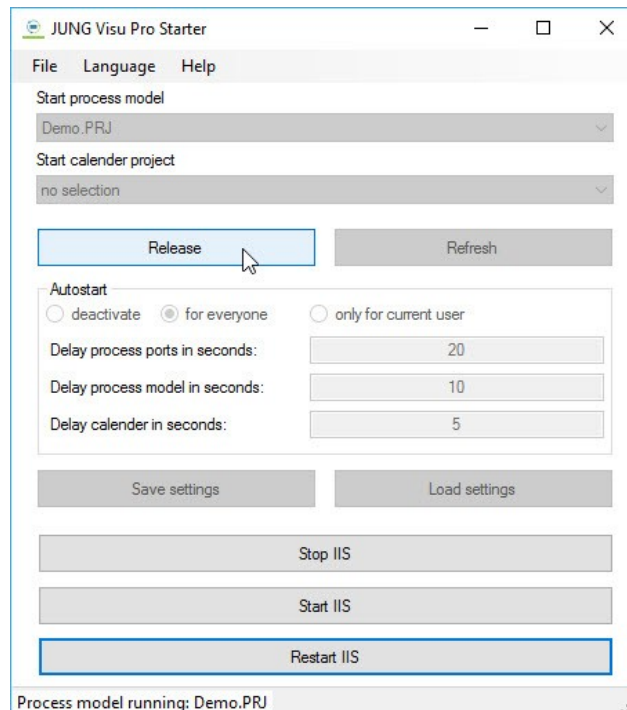 JUNG Visu Pro Starter
File Language Help
Start process model
Demo.PRJ
Start calender project
no selection
Release Refresh
Autostart
deactivate for everyone only for current user
Delay process ports in seconds: 20
Delay process model in seconds: 10
Delay calender in seconds: 5
Save settings Load settings
Stop IIS
Start IIS
Restart IIS
Process model running: Demo.PRJ